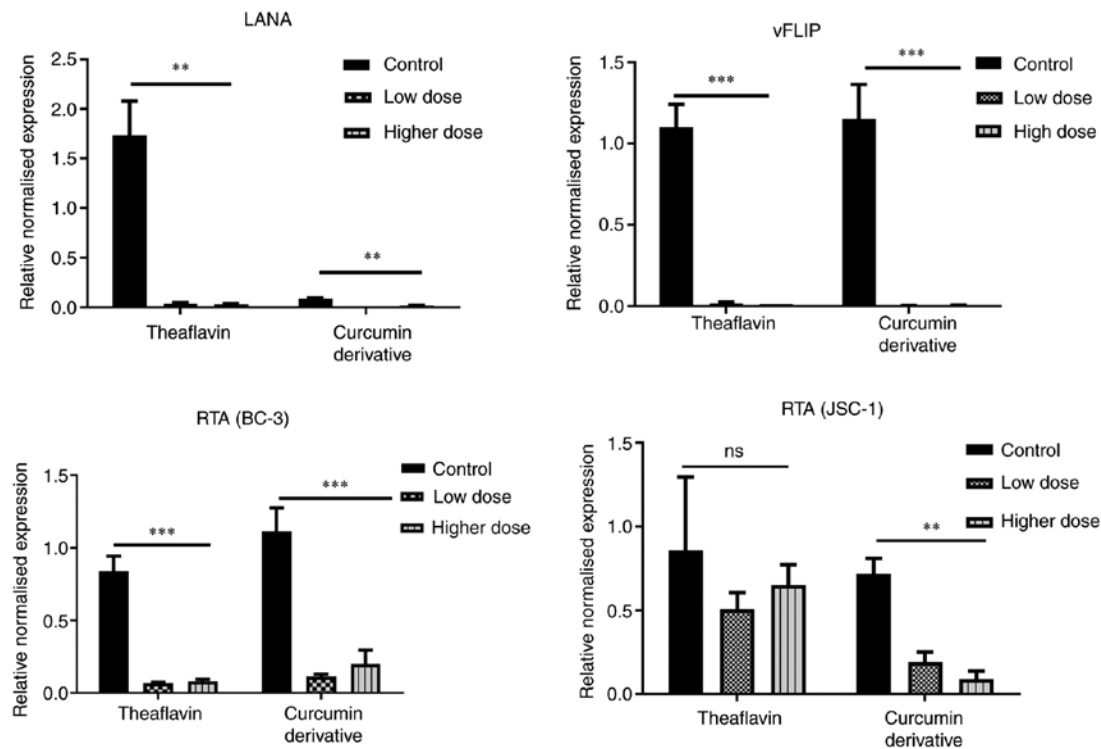 LANA
Relative normalised expression
2.5
2.0
1.5
1.0
0.5
0.0
**
**
Control
Low dose
Higher dose
Theaflavin
Curcumin
derivative
vFLIP
Relative normalised expression
1.5
1.0
0.5
0.0
***
***
Control
Low dose
High dose
Theaflavin
Curcumin
derivative
RTA (BC-3)
Relative normalised expression
1.5
1.0
0.5
0.0
***
***
Control
Low dose
Higher dose
Theaflavin
Curcumin
derivative
RTA (JSC-1)
Relative normalised expression
1.5
1.0
0.5
0.0
ns
**
Control
Low dose
Higher dose
Theaflavin
Curcumin
derivative